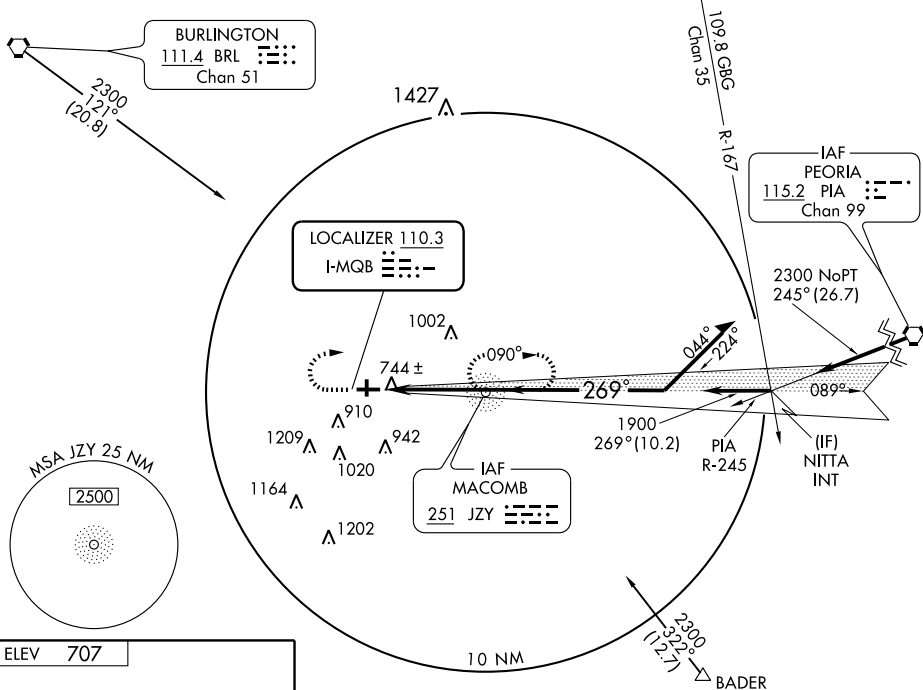 BURLINGTON
111.4 BRL
Chan 51
2300
121°
(20.8)
1427
109.8 GBG
Chan 35
R-167
IAF
PEORIA
115.2 PIA
Chan 99
LOCALIZER 110.3
I-MQB
2300 NoPT
245° (26.7)
1002
090°
044°
224°
744 ±
269°
089°
910
1209
942
1020
1164
1202
1900
269° (10.2)
PIA
R-245
(IF)
NITTA
INT
IAF
MACOMB
251 JZY
MSA JZY 25 NM
2500
2300
322°
(12.7)
BADER
10 NM
ELEV 707